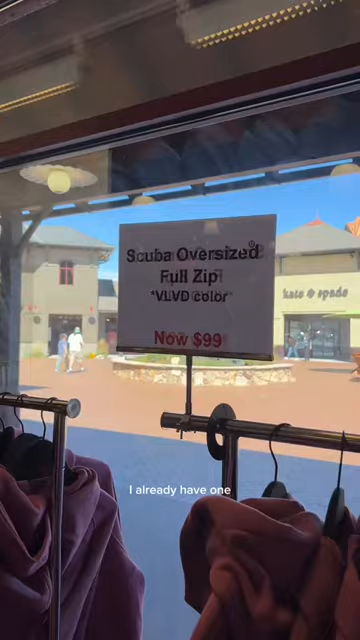 Scuba Oversized
Full Zip
*VLVD color*
Now $99
kate spade
I already have one